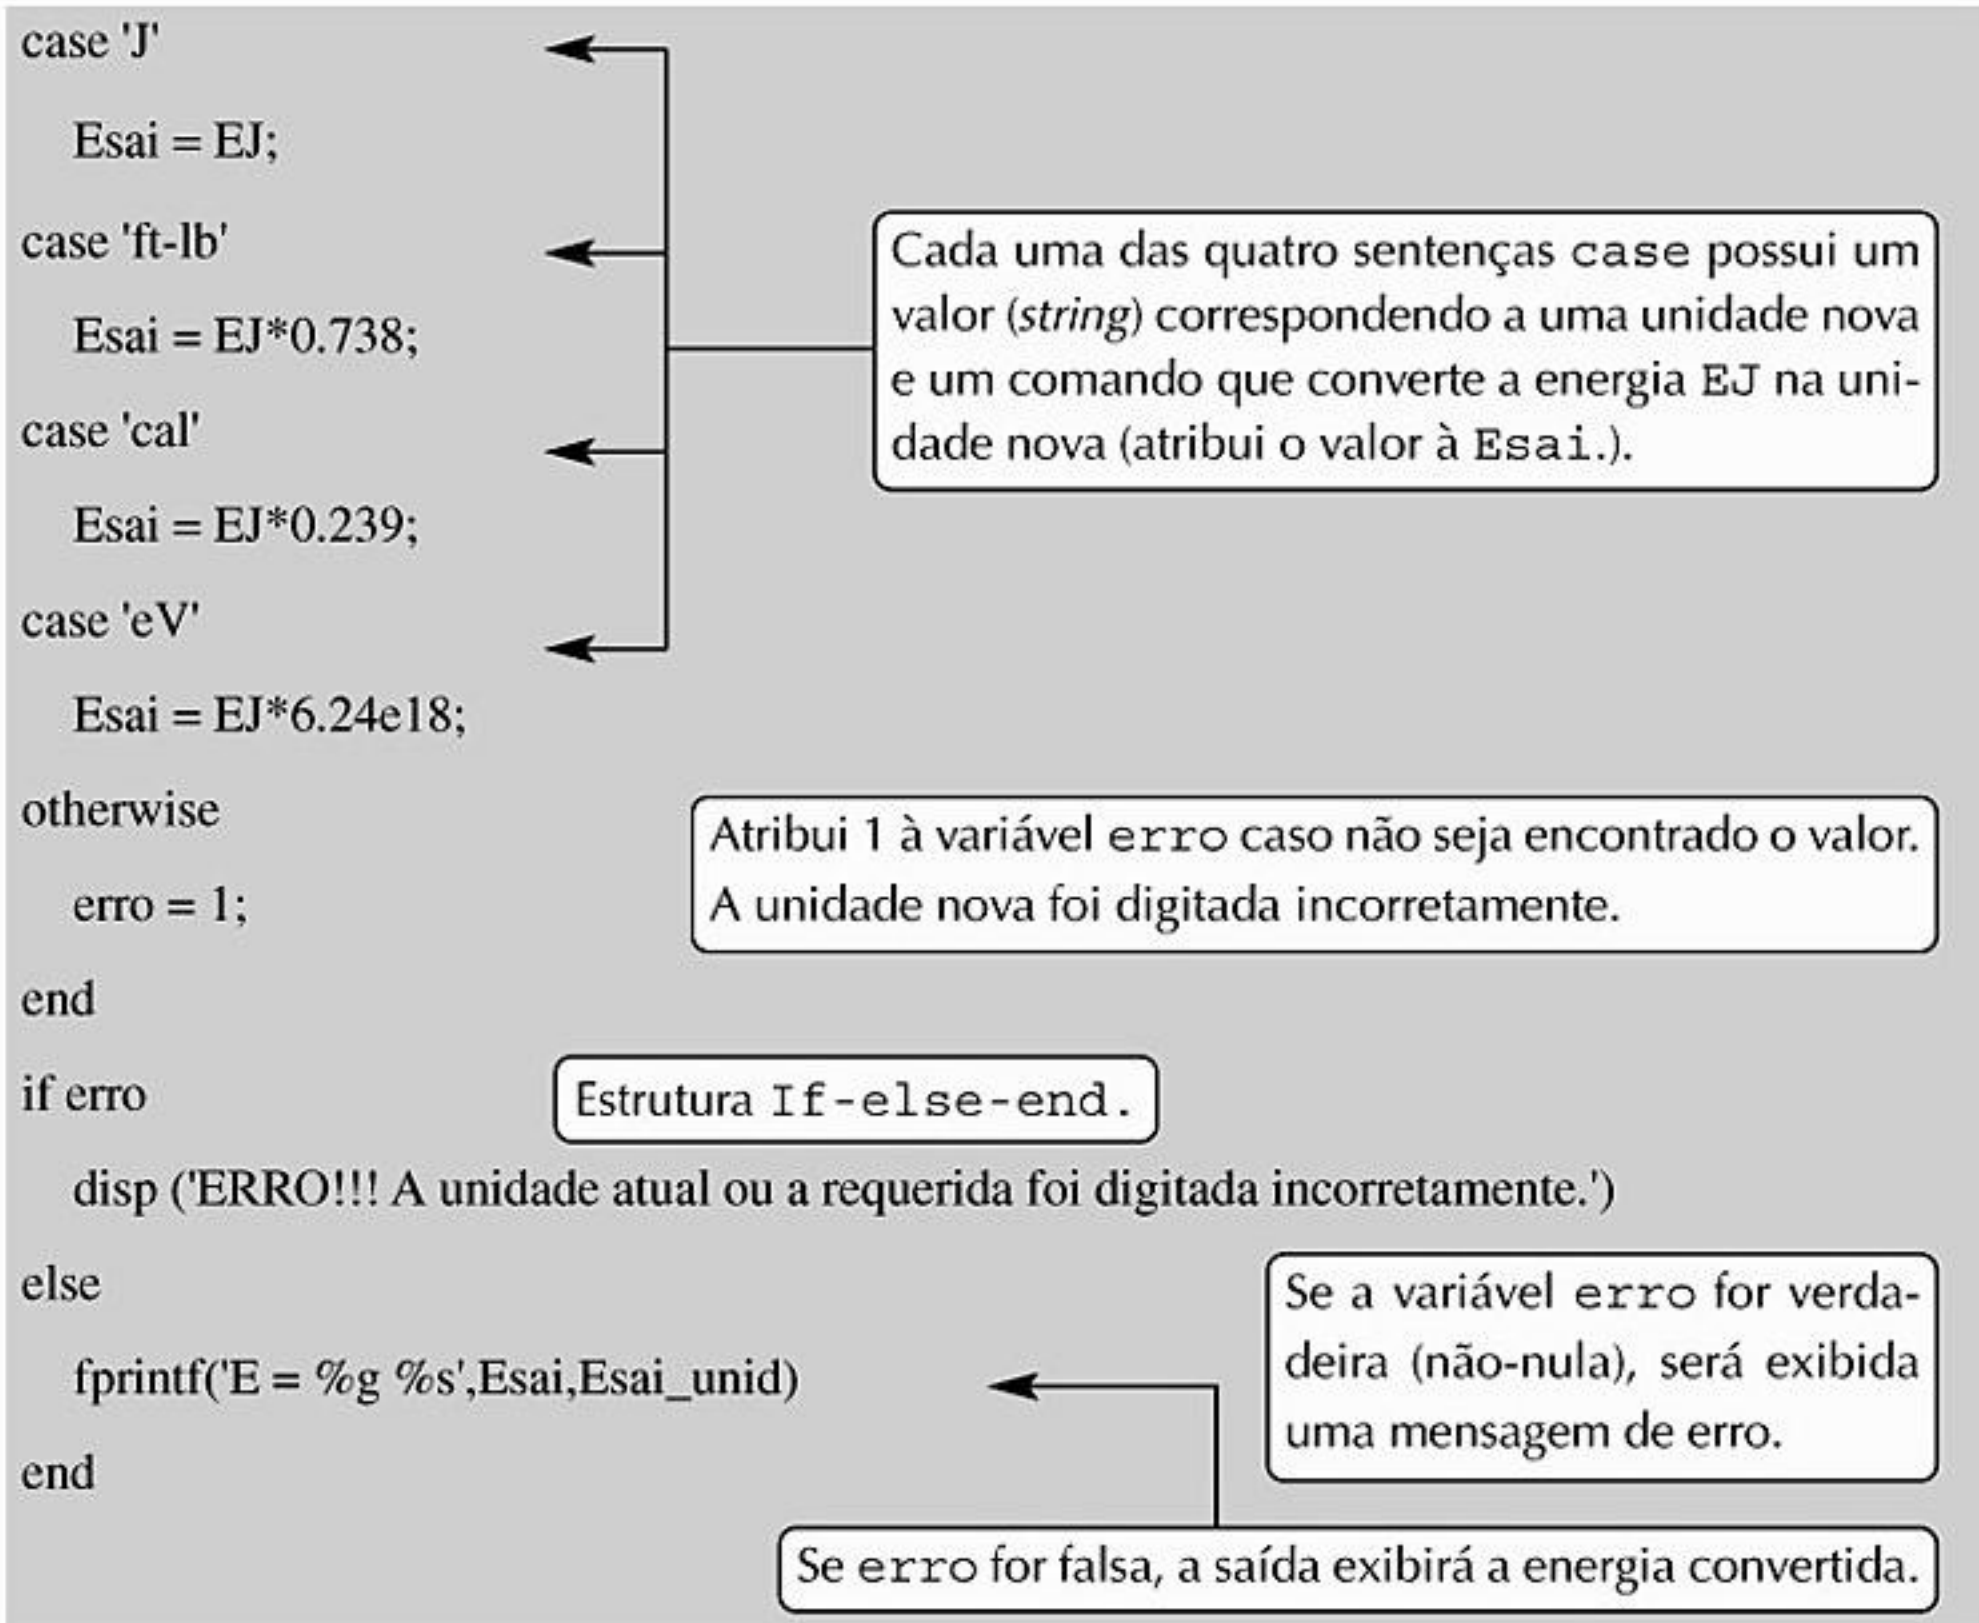 case 'J'
Esai = EJ;
case 'ft-lb'
Esai = EJ*0.738;
case 'cal'
Esai = EJ*0.239;
case 'eV'
Esai = EJ*6.24e18;
Cada uma das quatro sentenças case possui um
valor (string) correspondendo a uma unidade nova
e um comando que converte a energia EJ na uni-
dade nova (atribui o valor à Esai.).
otherwise
erro = 1;
Atribui 1 à variável erro caso não seja encontrado o valor.
A unidade nova foi digitada incorretamente.
end
if erro
Estrutura If-else-end.
disp ('ERRO!!! A unidade atual ou a requerida foi digitada incorretamente.')
else
fprintf('E = %g %s',Esai,Esai_unid)
end
Se a variável erro for verda-
deira (não-nula), será exibida
uma mensagem de erro.
Se erro for falsa, a saída exibirá a energia convertida.